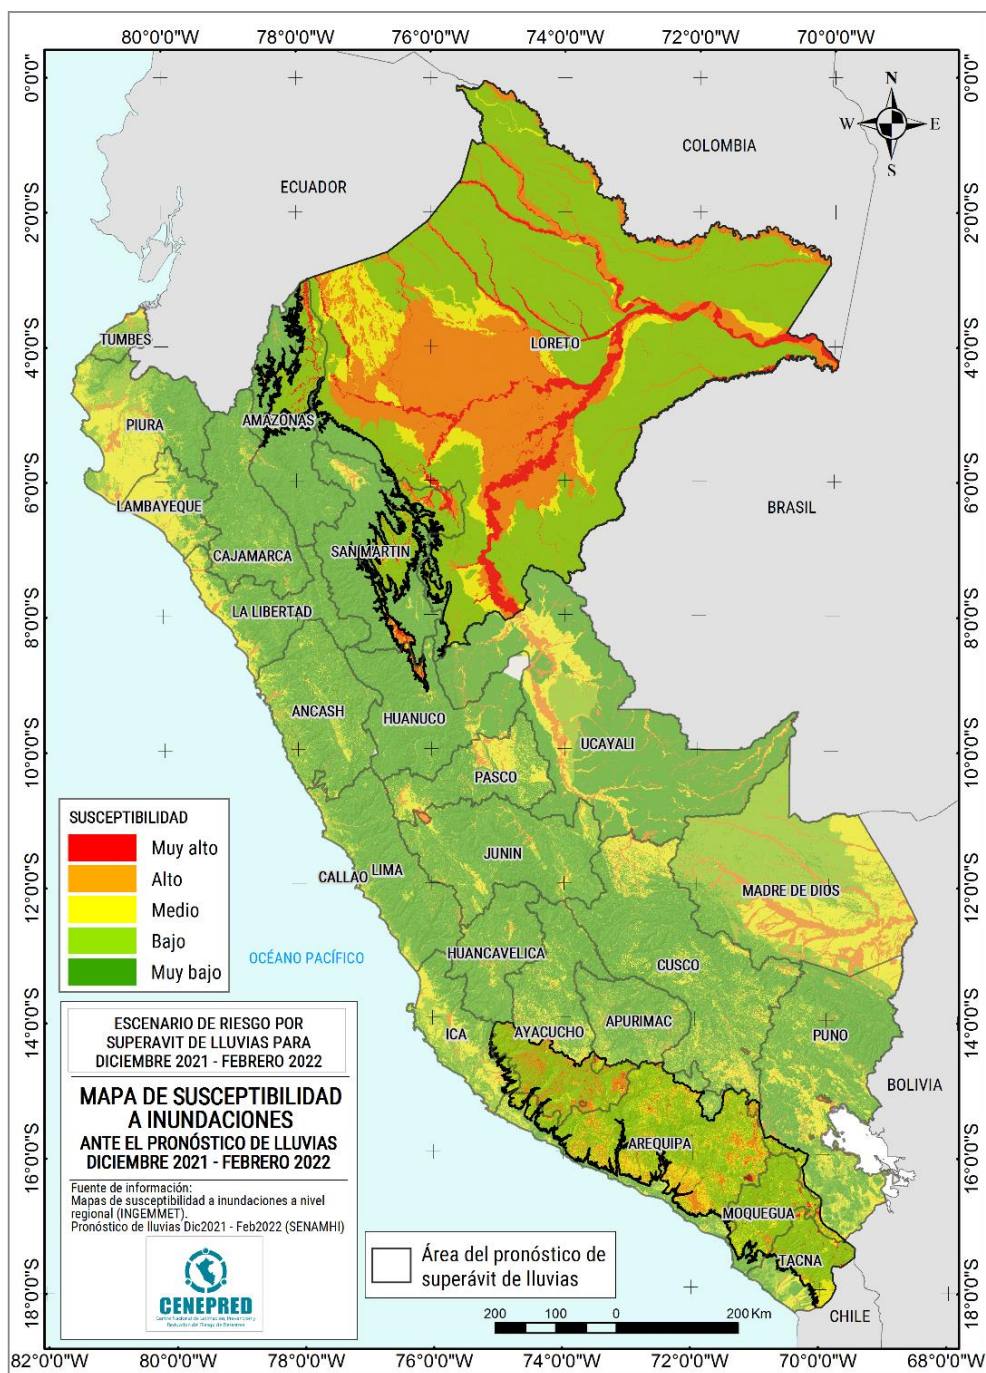 80°0'0"W 78°0'0"W 76°0'0"W 74°0'0"W 72°0'0"W 70°0'0"W
0°0'0"
2°0'0"S
4°0'0"S
6°0'0"S
8°0'0"S
10°0'0"S
12°0'0"S
14°0'0"S
16°0'0"S
18°0'0"S
0°0'0"
2°0'0"S
4°0'0"S
6°0'0"S
8°0'0"S
10°0'0"S
12°0'0"S
14°0'0"S
16°0'0"S
18°0'0"S
N
W E
S
COLOMBIA
ECUADOR
TUMBES
LORETO
AMAZONAS
PIURA
LAMBAYEQUE
BRASIL
SAN MARTIN
CAJAMARCA
LA LIBERTAD
ANCASH
HUANUCO
UCAYALI
PASCO
JUNIN
LIMA
CALLAO
MADRE DE DIOS
HUANCAVELICA
CUSCO
OCÉANO PACÍFICO
ICA
AYACUCHO
APURIMAC
PUNO
BOLIVIA
AREQUIPA
MOQUEGUA
TACNA
CHILE
SUSCEPTIBILIDAD
Muy alto
Alto
Medio
Bajo
Muy bajo
ESCENARIO DE RIESGO POR
SUPERAVIT DE LLUVIAS PARA
DICIEMBRE 2021 - FEBRERO 2022
MAPA DE SUSCEPTIBILIDAD
A INUNDACIONES
ANTE EL PRONÓSTICO DE LLUVIAS
DICIEMBRE 2021 - FEBRERO 2022
Fuente de información:
Mapas de susceptibilidad a inundaciones a nivel
regional (INGEMMET).
Pronóstico de lluvias Dic2021 - Feb2022 (SENAMHI)
CENEPRED
Área del pronóstico de
superávit de lluvias
200 100 0 200 Km
82°0'0"W 80°0'0"W 78°0'0"W 76°0'0"W 74°0'0"W 72°0'0"W 70°0'0"W 68°0'0"W